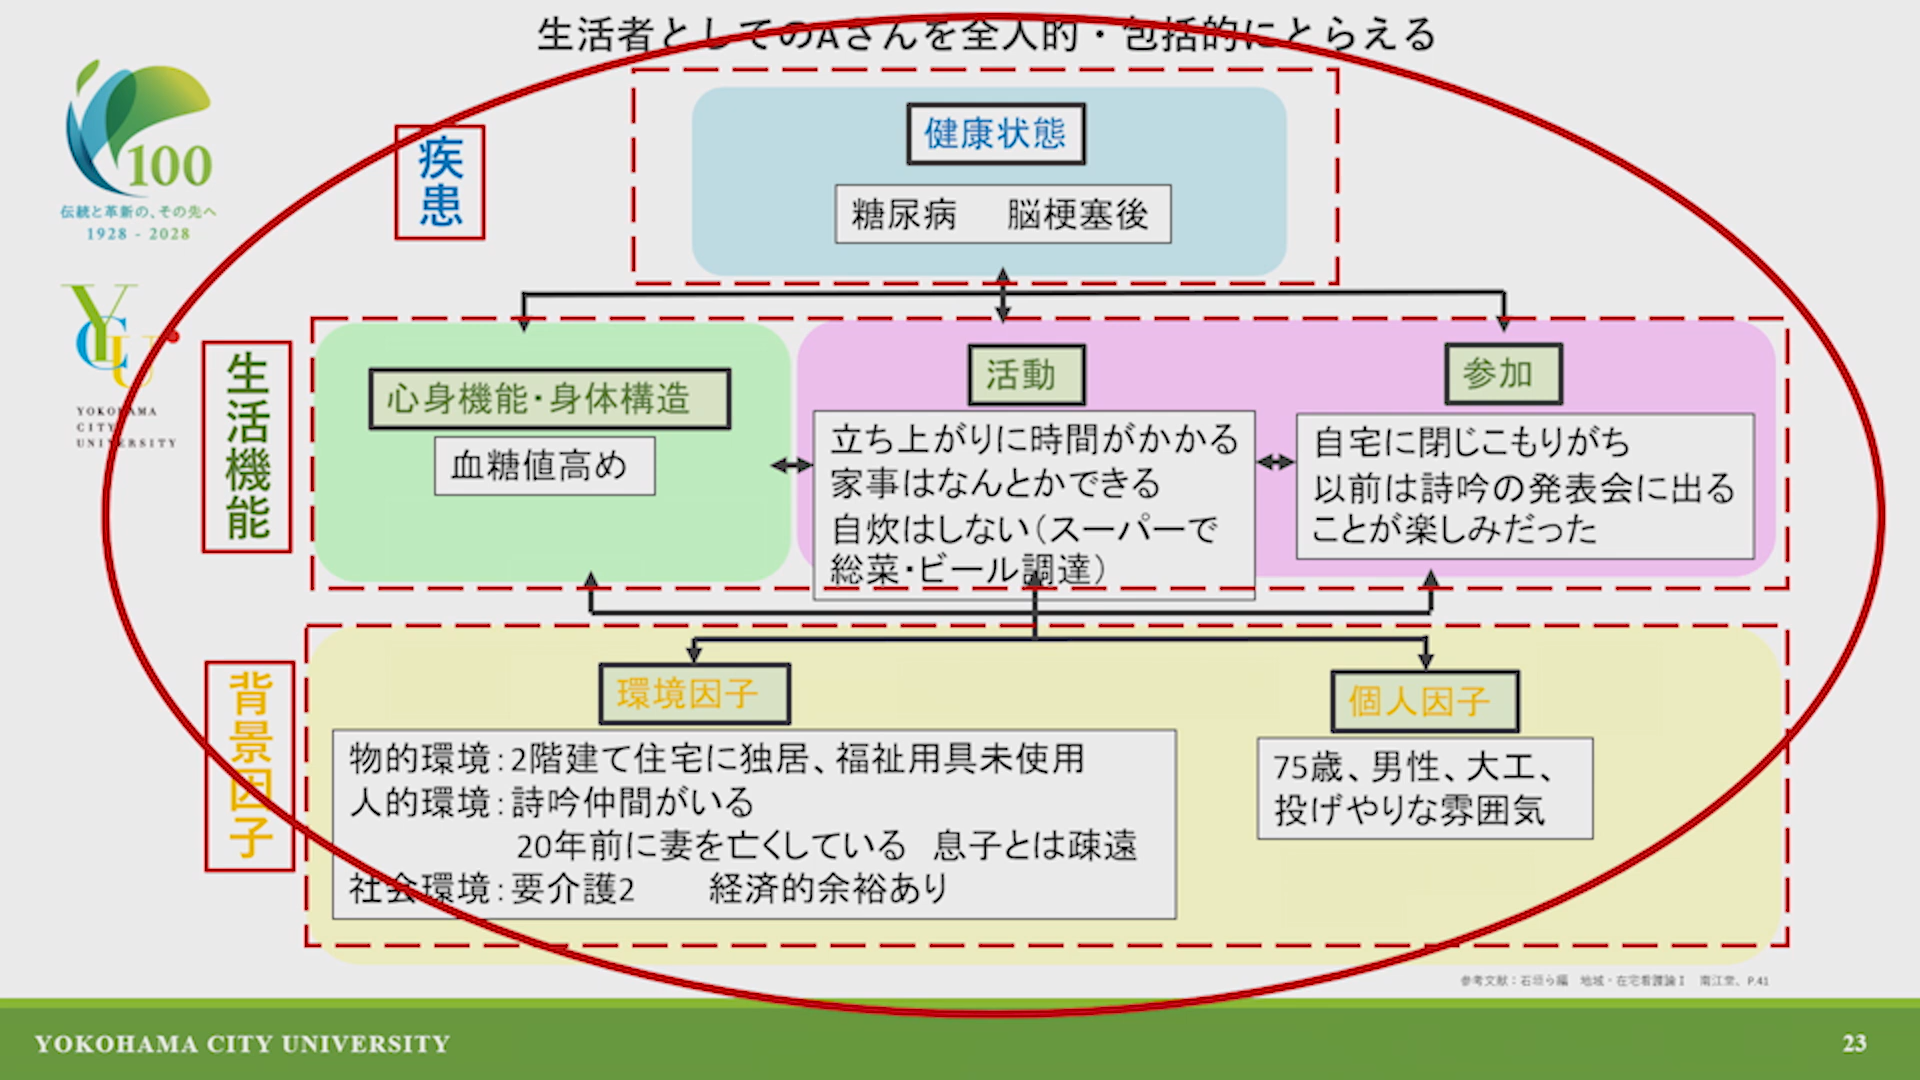 生活者としてのAさんを全人的・包括的にとらえる
100
伝統と革新の、その先へ
1928 - 2028
YCU
YOKOHAMA
CITY
UNIVERSITY
疾患
健康状態
糖尿病 脳梗塞後
生活機能
心身機能・身体構造
血糖値高め
活動
立ち上がりに時間がかかる
家事はなんとかできる
自炊はしない（スーパーで
総菜・ビール調達）
参加
自宅に閉じこもりがち
以前は詩吟の発表会に出る
ことが楽しみだった
背景因子
環境因子
物的環境：2階建て住宅に独居、福祉用具未使用
人的環境：詩吟仲間がいる
20年前に妻を亡くしている 息子とは疎遠
社会環境：要介護2 経済的余裕あり
個人因子
75歳、男性、大工、
投げやりな雰囲気
参考文献：石垣ら編 地域・在宅看護論Ⅰ 南江堂、P.41
YOKOHAMA CITY UNIVERSITY
23